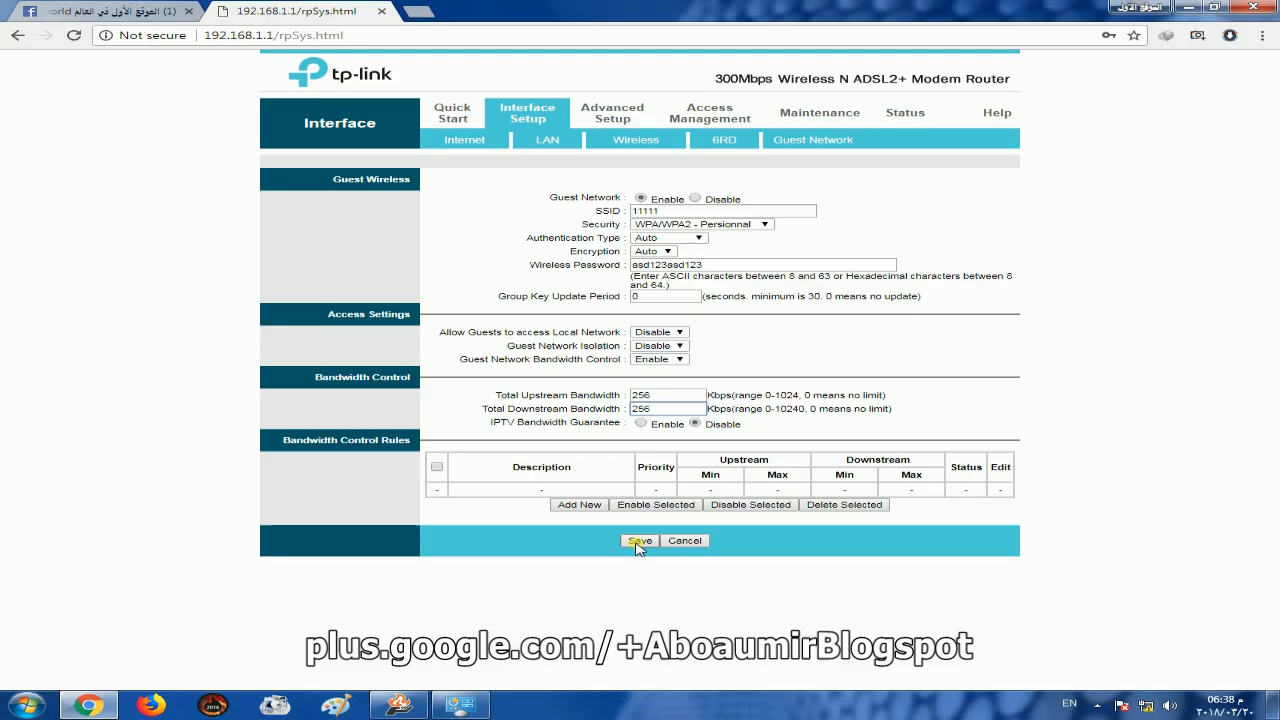 (1) الموقع الأول في العالم world
192.168.1.1/rpSys.html
الموقع الأول
Not secure
192.168.1.1/rpSys.html
tp-link
300Mbps Wireless N ADSL2+ Modem Router
Interface
Quick Start
Interface Setup
Advanced Setup
Access Management
Maintenance
Status
Help
Internet
LAN
Wireless
6RD
Guest Network
Guest Wireless
Guest Network : Enable Disable
SSID : 11111
Security : WPA/WPA2 - Persionnal
Authentication Type : Auto
Encryption : Auto
Wireless Password : asd123asd123
(Enter ASCII characters between 8 and 63 or Hexadecimal characters between 8
and 64.)
Group Key Update Period : 0 (seconds. minimum is 30. 0 means no update)
Access Settings
Allow Guests to access Local Network : Disable
Guest Network Isolation : Disable
Guest Network Bandwidth Control : Enable
Bandwidth Control
Total Upstream Bandwidth : 256 Kbps(range 0-1024, 0 means no limit)
Total Downstream Bandwidth : 256 Kbps(range 0-10240, 0 means no limit)
IPTV Bandwidth Guarantee : Enable Disable
Bandwidth Control Rules
Description Priority Upstream Downstream Status Edit
Min Max Min Max
- - - - - - - - -
Add New Enable Selected Disable Selected Delete Selected
Save Cancel
plus.google.com/+AboaumirBlogspot
2016
EN
06:38 م
٢٠١٨/٠٣/٢٠